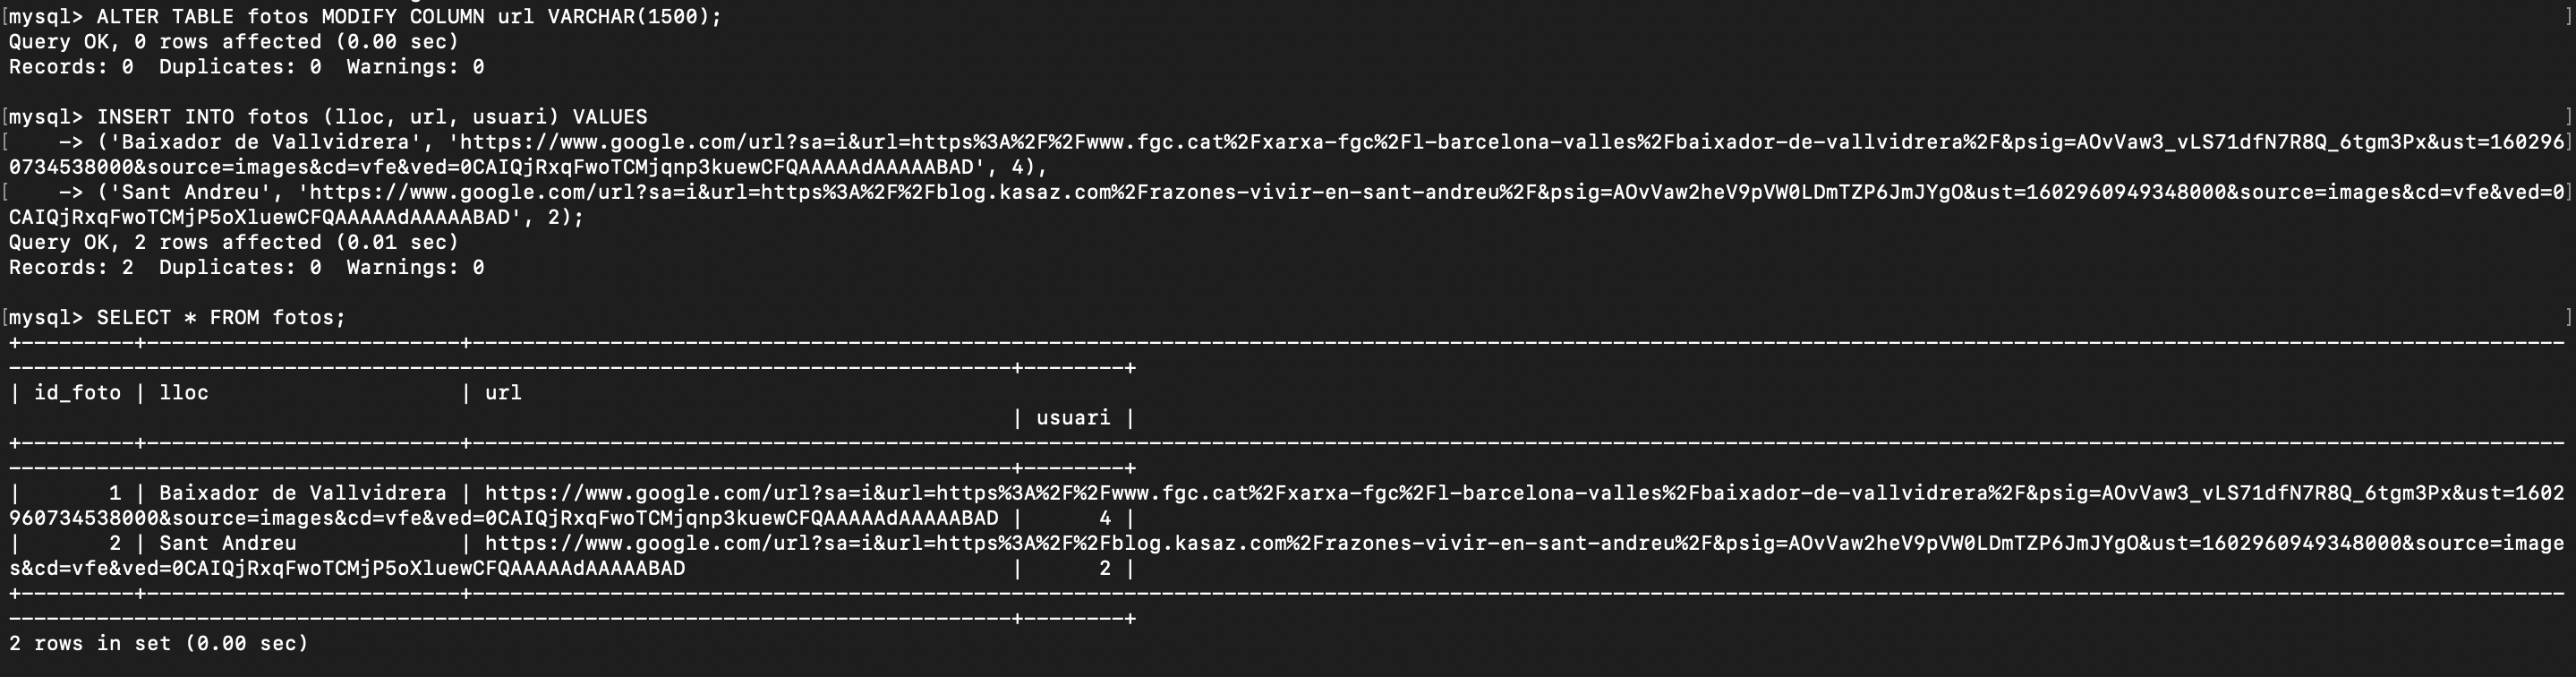 [mysql> ALTER TABLE fotos MODIFY COLUMN url VARCHAR(1500); ]
Query OK, 0 rows affected (0.00 sec)
Records: 0  Duplicates: 0  Warnings: 0
[mysql> INSERT INTO fotos (lloc, url, usuari) VALUES ]
[    -> ('Baixador de Vallvidrera', 'https://www.google.com/url?sa=i&url=https%3A%2F%2Fwww.fgc.cat%2Fxarxa-fgc%2Fl-barcelona-valles%2Fbaixador-de-vallvidrera%2F&psig=AOvVaw3_vLS71dfN7R8Q_6tgm3Px&ust=160296]
0734538000&source=images&cd=vfe&ved=0CAIQjRxqFwoTCMjqnp3kuewCFQAAAAAdAAAAABAD', 4),
[    -> ('Sant Andreu', 'https://www.google.com/url?sa=i&url=https%3A%2F%2Fblog.kasaz.com%2Frazones-vivir-en-sant-andreu%2F&psig=AOvVaw2heV9pVW0LDmTZP6JmJYgO&ust=1602960949348000&source=images&cd=vfe&ved=0]
CAIQjRxqFwoTCMjP5oXluewCFQAAAAAdAAAAABAD', 2);
Query OK, 2 rows affected (0.01 sec)
Records: 2  Duplicates: 0  Warnings: 0
[mysql> SELECT * FROM fotos; ]
| id_foto | lloc                    | url
| usuari |
|       1 | Baixador de Vallvidrera | https://www.google.com/url?sa=i&url=https%3A%2F%2Fwww.fgc.cat%2Fxarxa-fgc%2Fl-barcelona-valles%2Fbaixador-de-vallvidrera%2F&psig=AOvVaw3_vLS71dfN7R8Q_6tgm3Px&ust=1602
960734538000&source=images&cd=vfe&ved=0CAIQjRxqFwoTCMjqnp3kuewCFQAAAAAdAAAAABAD |      4 |
|       2 | Sant Andreu             | https://www.google.com/url?sa=i&url=https%3A%2F%2Fblog.kasaz.com%2Frazones-vivir-en-sant-andreu%2F&psig=AOvVaw2heV9pVW0LDmTZP6JmJYgO&ust=1602960949348000&source=image
s&cd=vfe&ved=0CAIQjRxqFwoTCMjP5oXluewCFQAAAAAdAAAAABAD                          |      2 |
2 rows in set (0.00 sec)